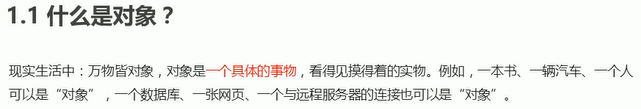 1.1 什么是对象？
现实生活中：万物皆对象，对象是一个具体的事物，看得见摸得着的实物。例如，一本书、一辆汽车、一个人
可以是“对象”，一个数据库、一张网页、一个与远程服务器的连接也可以是“对象”。